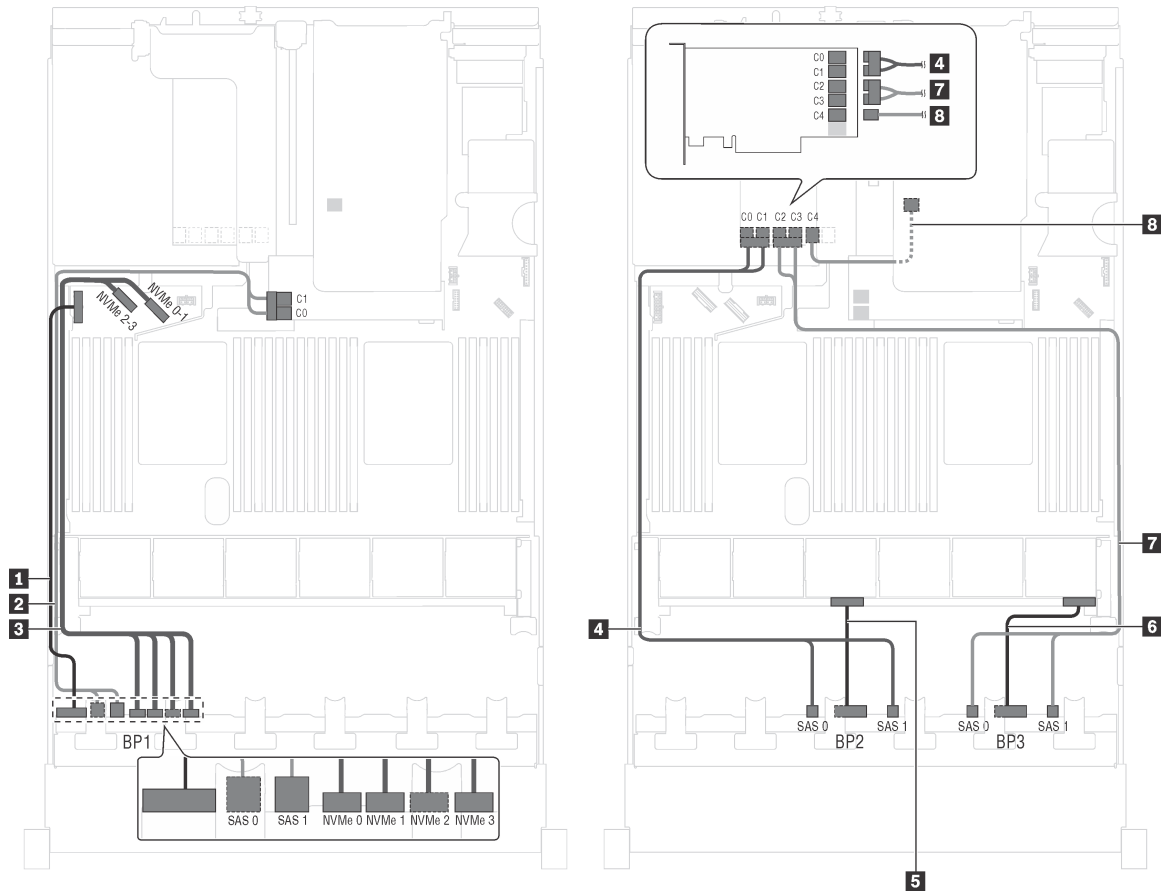 C0
C1
C2
C3
C4
4
7
8
C0 C1 C2 C3 C4
8
NVMe 2-3
NVMe 0-1
C1
C0
1
2
3
4
7
6
5
BP1
SAS 0
SAS 1
NVMe 0
NVMe 1
NVMe 2
NVMe 3
SAS 0
BP2
SAS 1
SAS 0
BP3
SAS 1